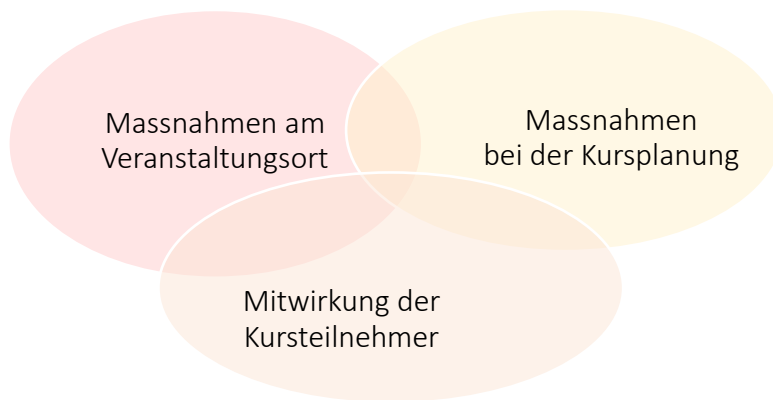 Massnahmen am
Veranstaltungsort
Massnahmen
bei der Kursplanung
Mitwirkung der
Kursteilnehmer